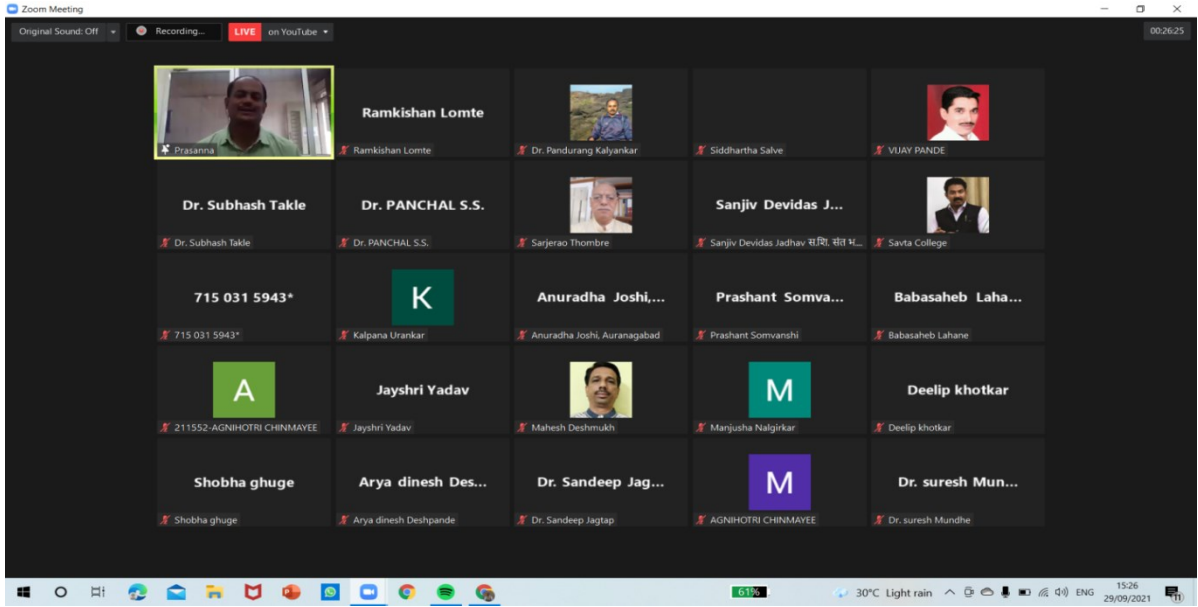 Zoom Meeting
Original Sound: Off
Recording...
LIVE on YouTube
00:26:25
Prasanna
Ramkishan Lomte
Ramkishan Lomte
Dr. Pandurang Kalyankar
Siddhartha Salve
VIJAY PANDE
Dr. Subhash Takle
Dr. Subhash Takle
Dr. PANCHAL S.S.
Dr. PANCHAL S.S.
Sarjerao Thombre
Sanjiv Devidas J...
Sanjiv Devidas Jadhav स.शि. संत भ...
Savta College
715 031 5943*
715 031 5943*
K
Kalpana Urankar
Anuradha Joshi,...
Anuradha Joshi, Auranagabad
Prashant Somva...
Prashant Somvanshi
Babasaheb Laha...
Babasaheb Lahane
A
211552-AGNIHOTRI CHINMAYEE
Jayshri Yadav
Jayshri Yadav
Mahesh Deshmukh
M
Manjusha Nalgirkar
Deelip khotkar
Deelip khotkar
Shobha ghuge
Shobha ghuge
Arya dinesh Des...
Arya dinesh Deshpande
Dr. Sandeep Jag...
Dr. Sandeep Jagtap
M
AGNIHOTRI CHINMAYEE
Dr. suresh Mun...
Dr. suresh Mundhe
61%
30°C Light rain
ENG
15:26
29/09/2021
11